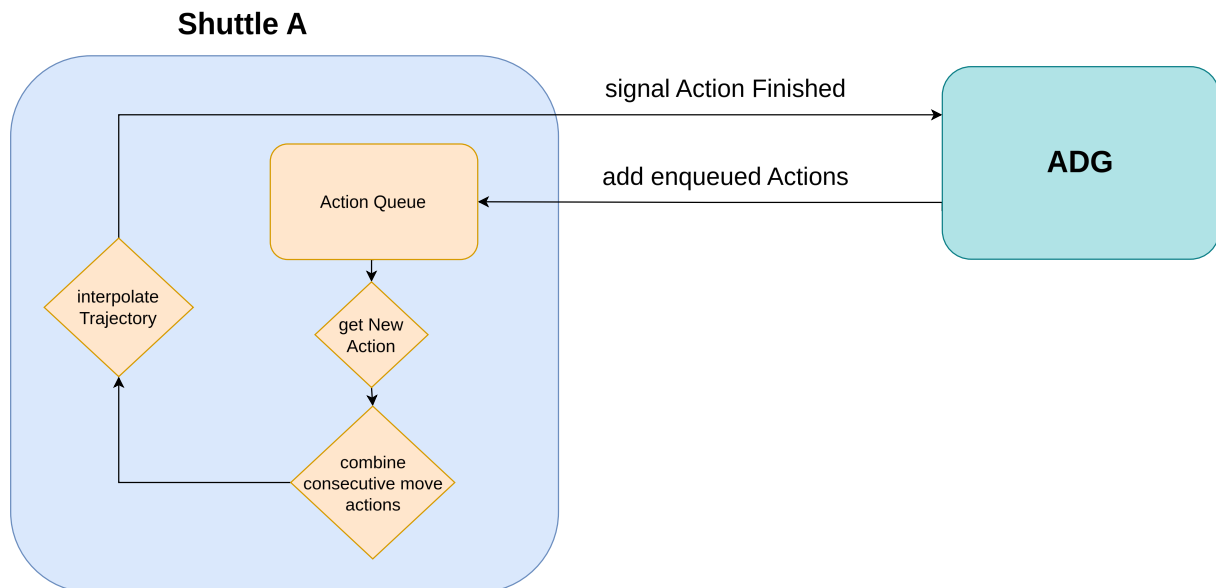 Shuttle A
signal Action Finished
add enqueued Actions
ADG
Action Queue
interpolate
Trajectory
get New
Action
combine
consecutive move
actions